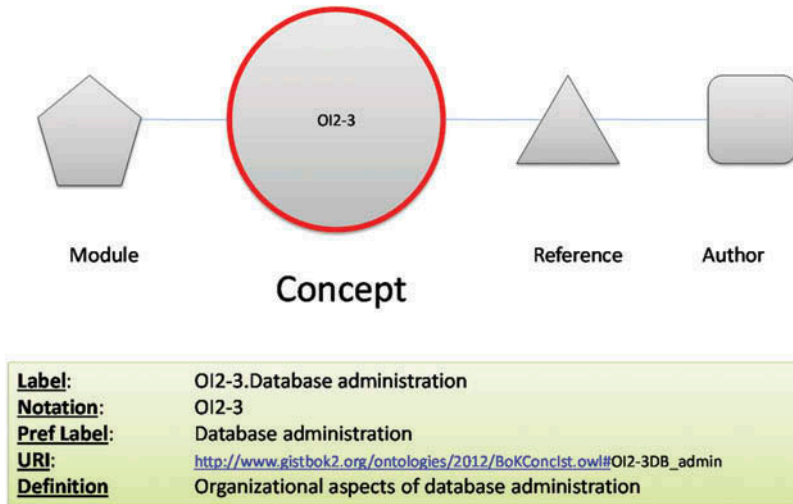 OI2-3
Module
Reference
Author
Concept
Label: OI2-3.Database administration
Notation: OI2-3
Pref Label: Database administration
URI: http://www.gistbok2.org/ontologies/2012/BoKConcIst.owl#OI2-3DB_admin
Definition Organizational aspects of database administration